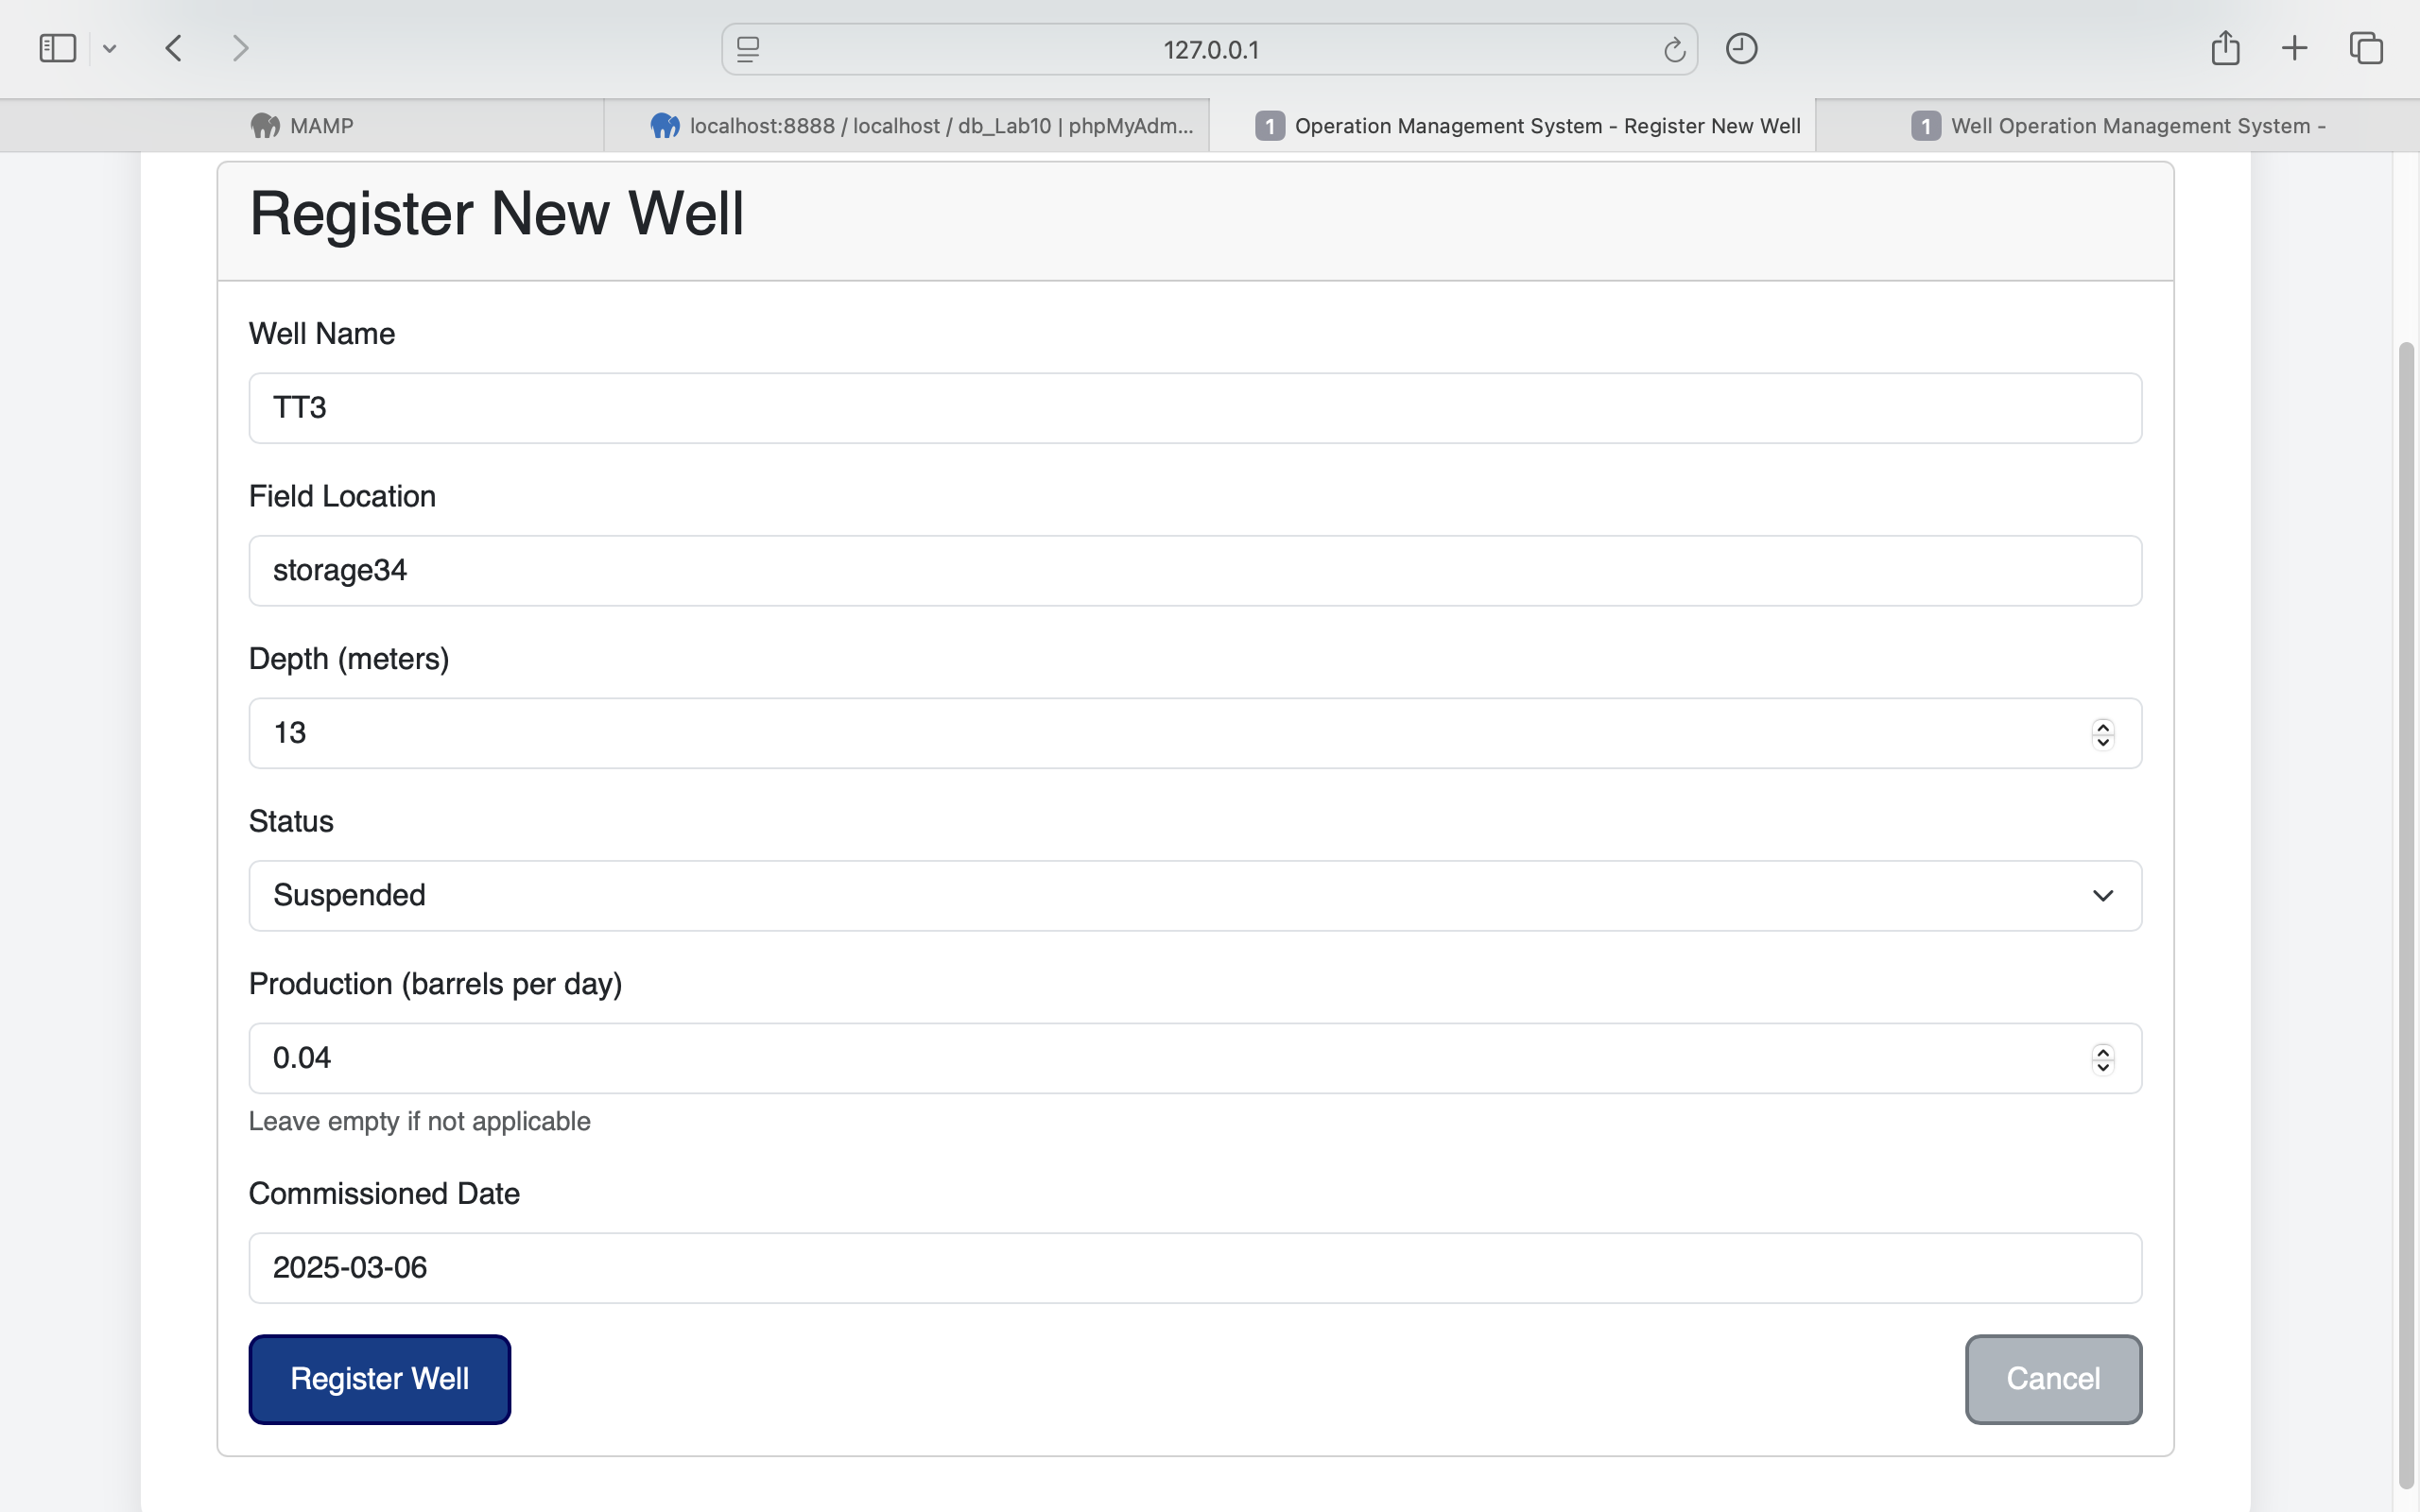 127.0.0.1
MAMP
localhost:8888 / localhost / db_Lab10 | phpMyAdm...
1 Operation Management System - Register New Well
1 Well Operation Management System -
Register New Well
Well Name
TT3
Field Location
storage34
Depth (meters)
13
Status
Suspended
Production (barrels per day)
0.04
Leave empty if not applicable
Commissioned Date
2025-03-06
Register Well
Cancel